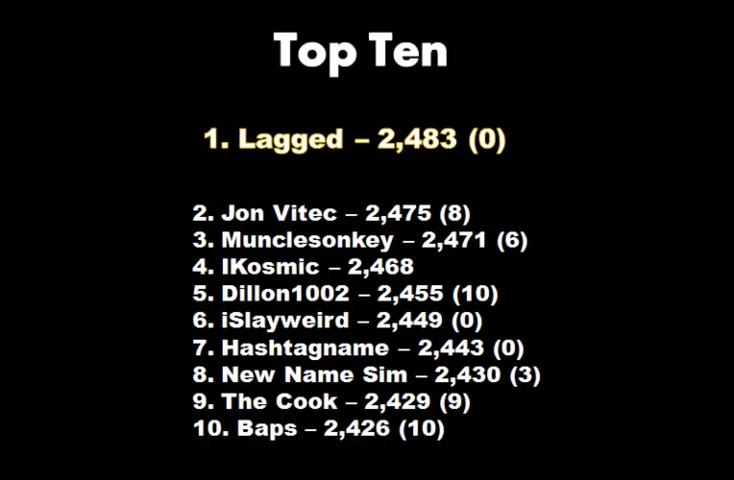 Top Ten
1. Lagged – 2,483 (0)
2. Jon Vitec – 2,475 (8)
3. Munclesonkey – 2,471 (6)
4. IKosmic – 2,468
5. Dillon1002 – 2,455 (10)
6. iSlayweird – 2,449 (0)
7. Hashtagname – 2,443 (0)
8. New Name Sim – 2,430 (3)
9. The Cook – 2,429 (9)
10. Baps – 2,426 (10)